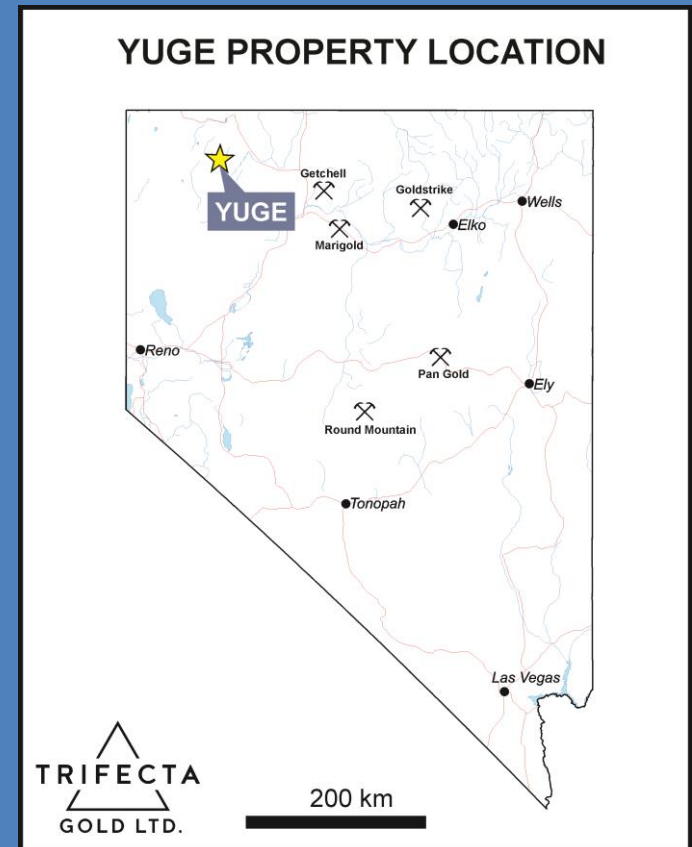 YUGE PROPERTY LOCATION
Getchell
Goldstrike
YUGE
Wells
Marigold
Elko
Reno
Pan Gold
Ely
Round Mountain
Tonopah
Las Vegas
TRIFECTA
GOLD LTD.
200 km